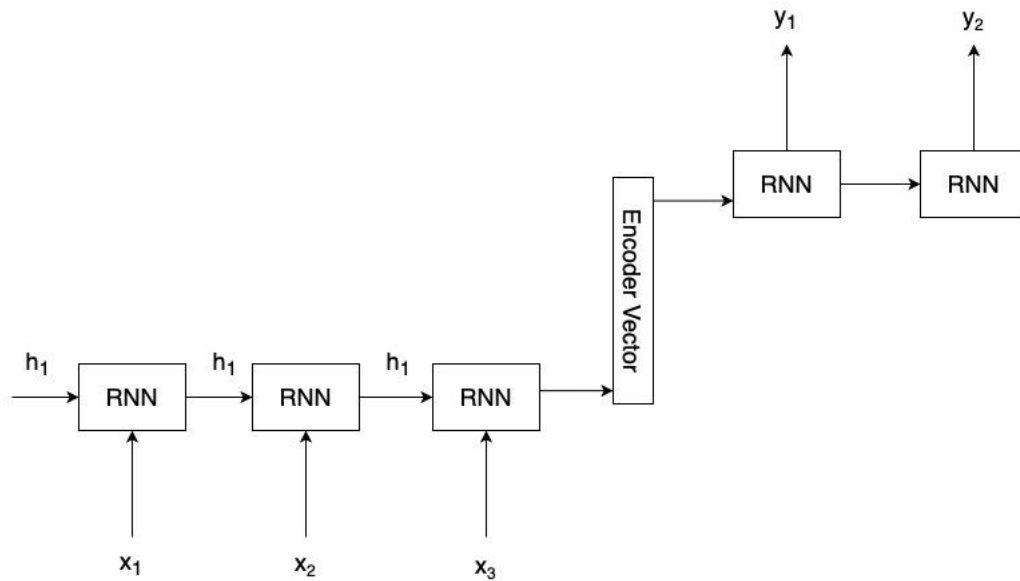 y₁ y₂
RNN RNN
Encoder Vector
h₁ h₁ h₁
RNN RNN RNN
x₁ x₂ x₃